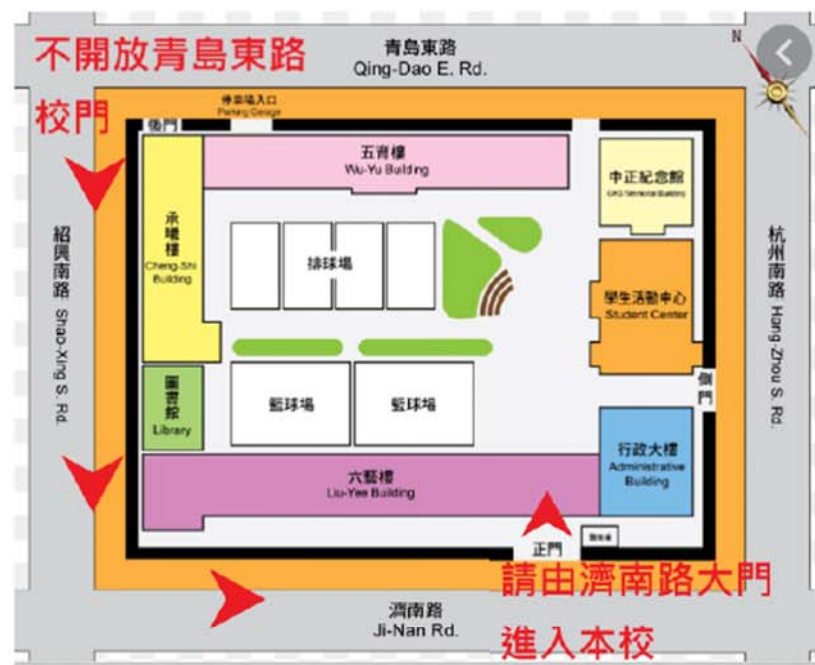 不開放青島東路
校門
青島東路
Qing-Dao E. Rd.
N
停車場入口
Parking Garage
後門
五育樓
Wu-Yu Building
中正紀念館
CKS Memorial Building
承曦樓
Cheng-Shi
Building
紹興南路 Shao-Xing S. Rd.
杭州南路 Hang-Zhou S. Rd.
排球場
學生活動中心
Student Center
側門
圖書館
Library
籃球場
籃球場
行政大樓
Administrative
Building
六藝樓
Liu-Yee Building
正門
請由濟南路大門
進入本校
濟南路
Ji-Nan Rd.